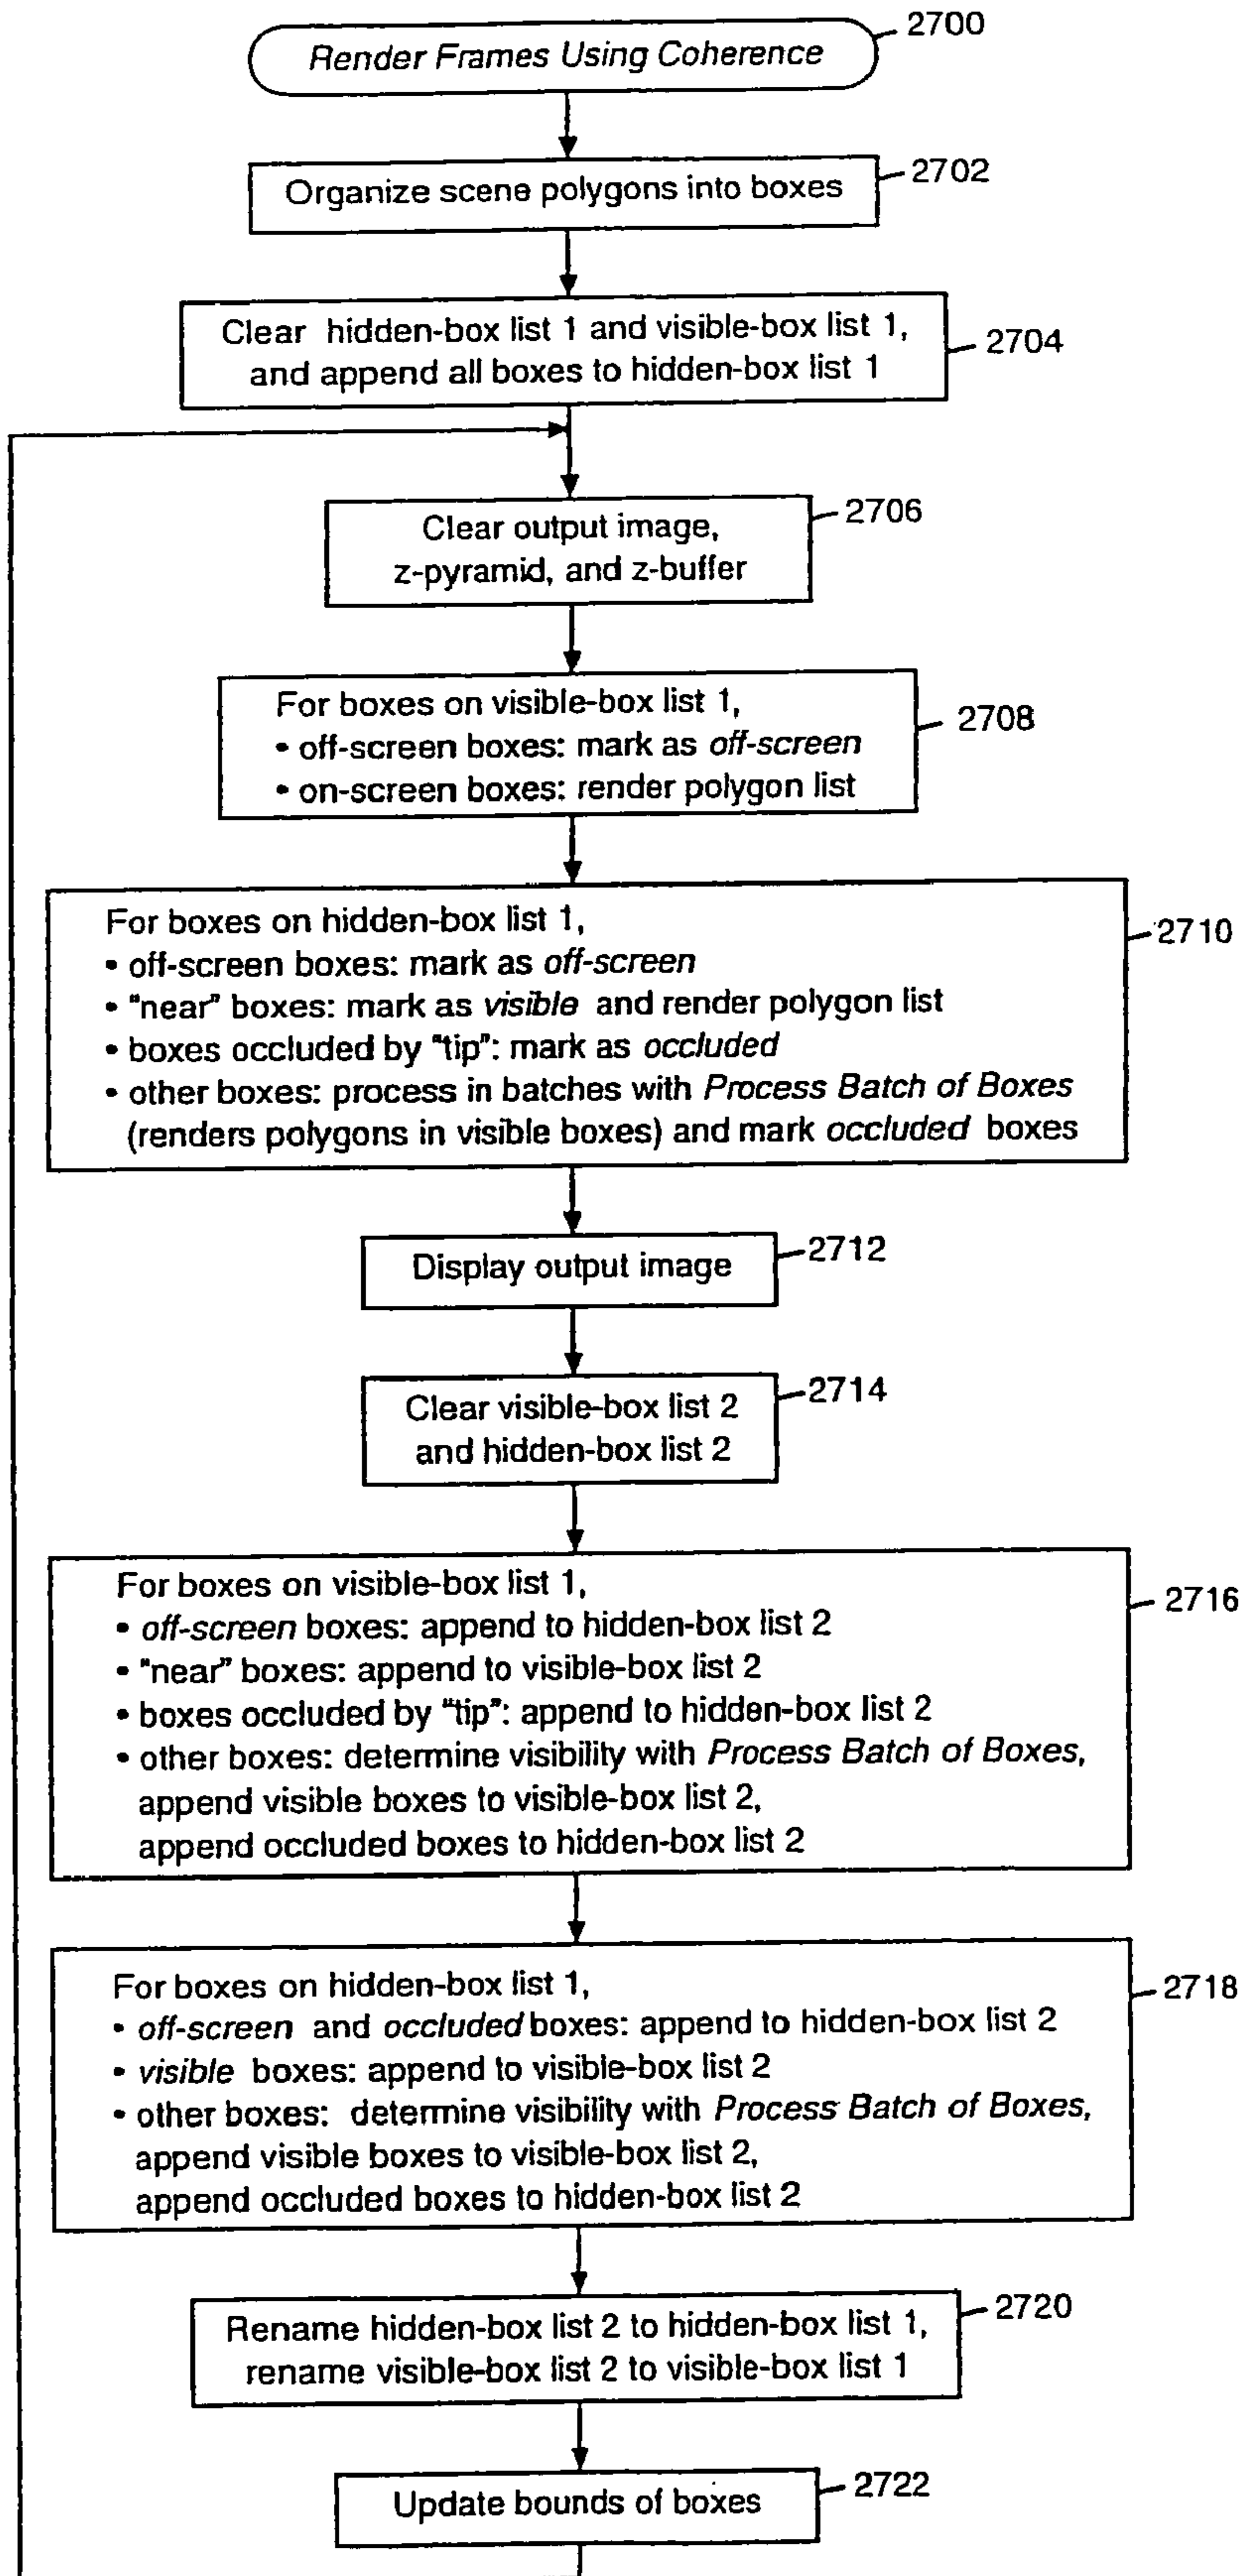 Render Frames Using Coherence
2700
Organize scene polygons into boxes
2702
Clear hidden-box list 1 and visible-box list 1,
and append all boxes to hidden-box list 1
2704
Clear output image,
z-pyramid, and z-buffer
2706
For boxes on visible-box list 1,
• off-screen boxes: mark as off-screen
• on-screen boxes: render polygon list
2708
For boxes on hidden-box list 1,
• off-screen boxes: mark as off-screen
• "near" boxes: mark as visible and render polygon list
• boxes occluded by "tip": mark as occluded
• other boxes: process in batches with Process Batch of Boxes
(renders polygons in visible boxes) and mark occluded boxes
2710
Display output image
2712
Clear visible-box list 2
and hidden-box list 2
2714
For boxes on visible-box list 1,
• off-screen boxes: append to hidden-box list 2
• "near" boxes: append to visible-box list 2
• boxes occluded by "tip": append to hidden-box list 2
• other boxes: determine visibility with Process Batch of Boxes,
append visible boxes to visible-box list 2,
append occluded boxes to hidden-box list 2
2716
For boxes on hidden-box list 1,
• off-screen and occluded boxes: append to hidden-box list 2
• visible boxes: append to visible-box list 2
• other boxes: determine visibility with Process Batch of Boxes,
append visible boxes to visible-box list 2,
append occluded boxes to hidden-box list 2
2718
Rename hidden-box list 2 to hidden-box list 1,
rename visible-box list 2 to visible-box list 1
2720
Update bounds of boxes
2722